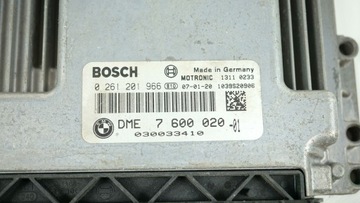 BOSCH Made in Germany
MOTRONIC 1311 0233
0 261 201 966 07-01-20 1039S20906
DME 7 600 020 -01
030033410